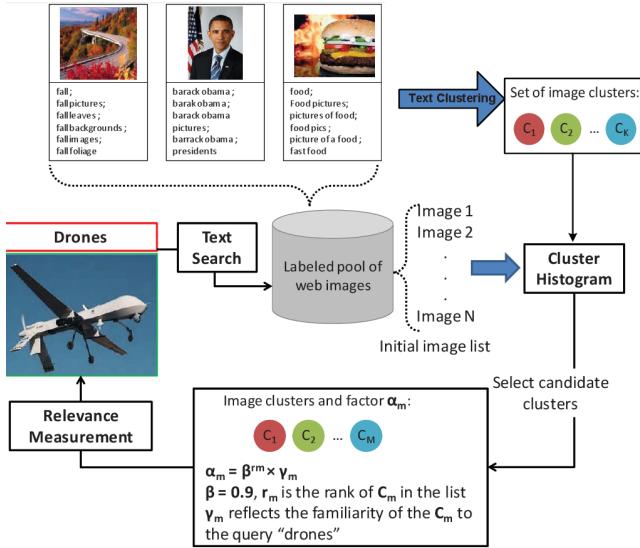 fall ;
fall pictures;
fall leaves ;
fall backgrounds ;
fall images;
fall foliage
barack obama ;
barak obama ;
barack obama
pictures;
barrack obama ;
presidents
food;
Food pictures;
pictures of food;
food pics ;
picture of a food ;
fast food
Text Clustering
Set of image clusters:
C1 C2 ... CK
Drones
Text
Search
Labeled pool of
web images
Image 1
Image 2
.
.
.
Image N
Initial image list
Cluster
Histogram
Select candidate
clusters
Relevance
Measurement
Image clusters and factor αm:
C1 C2 ... CM
αm = β^rm × γm
β = 0.9, rm is the rank of Cm in the list
γm reflects the familiarity of the Cm to
the query “drones”